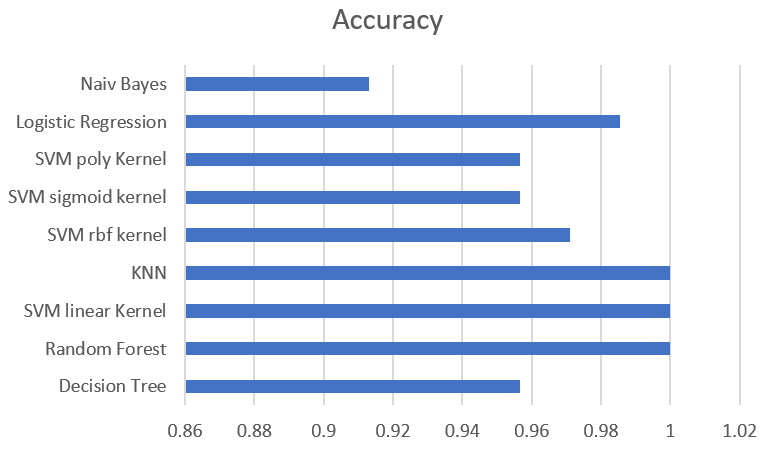 Accuracy
Naiv Bayes
Logistic Regression
SVM poly Kernel
SVM sigmoid kernel
SVM rbf kernel
KNN
SVM linear Kernel
Random Forest
Decision Tree
0.86 0.88 0.9 0.92 0.94 0.96 0.98 1 1.02